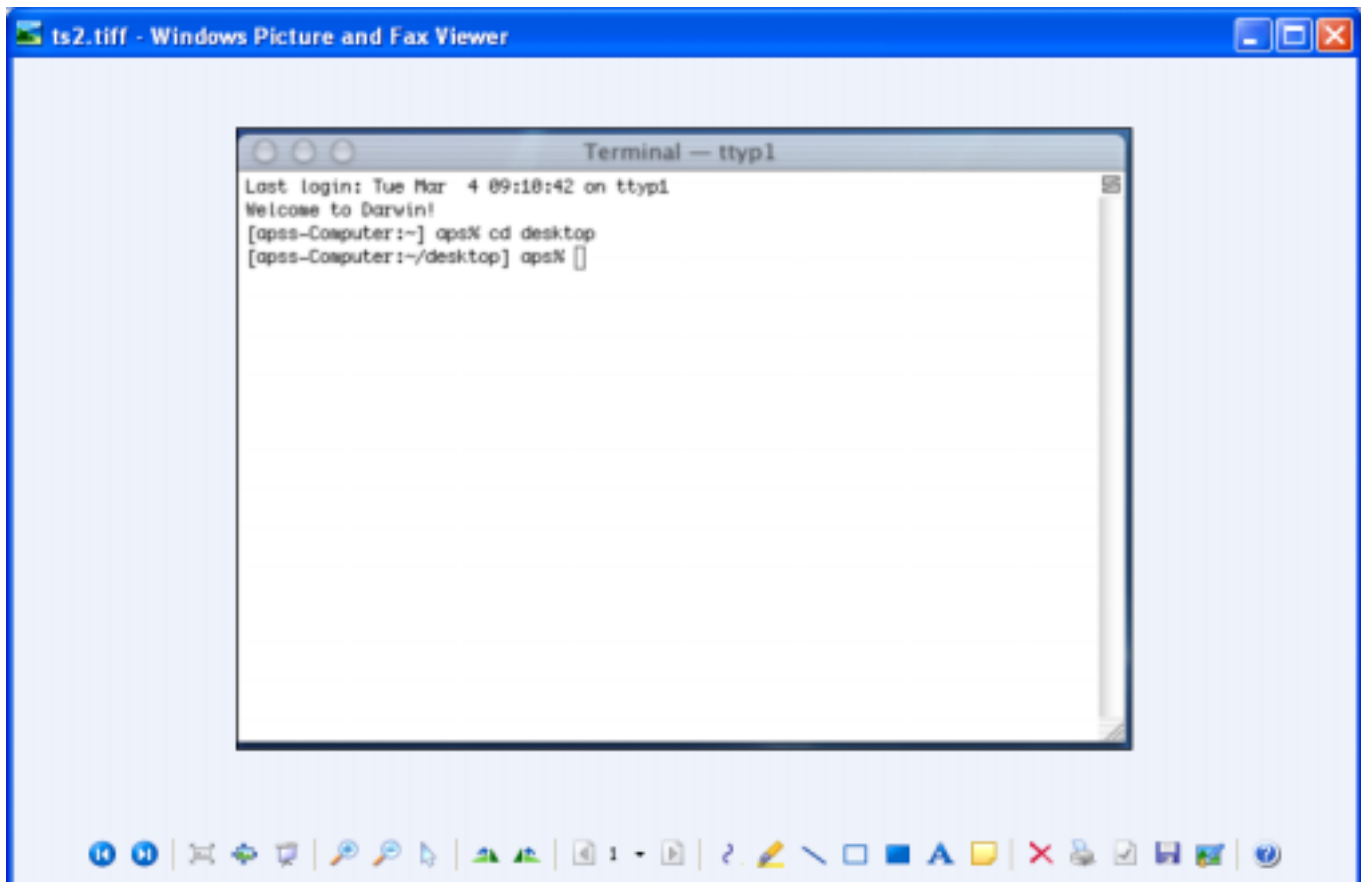 ts2.tiff - Windows Picture and Fax Viewer
Terminal — ttyp1
Last login: Tue Mar  4 09:10:42 on ttyp1
Welcome to Darwin!
[apss-Computer:~] aps% cd desktop
[apss-Computer:~/desktop] aps%
1